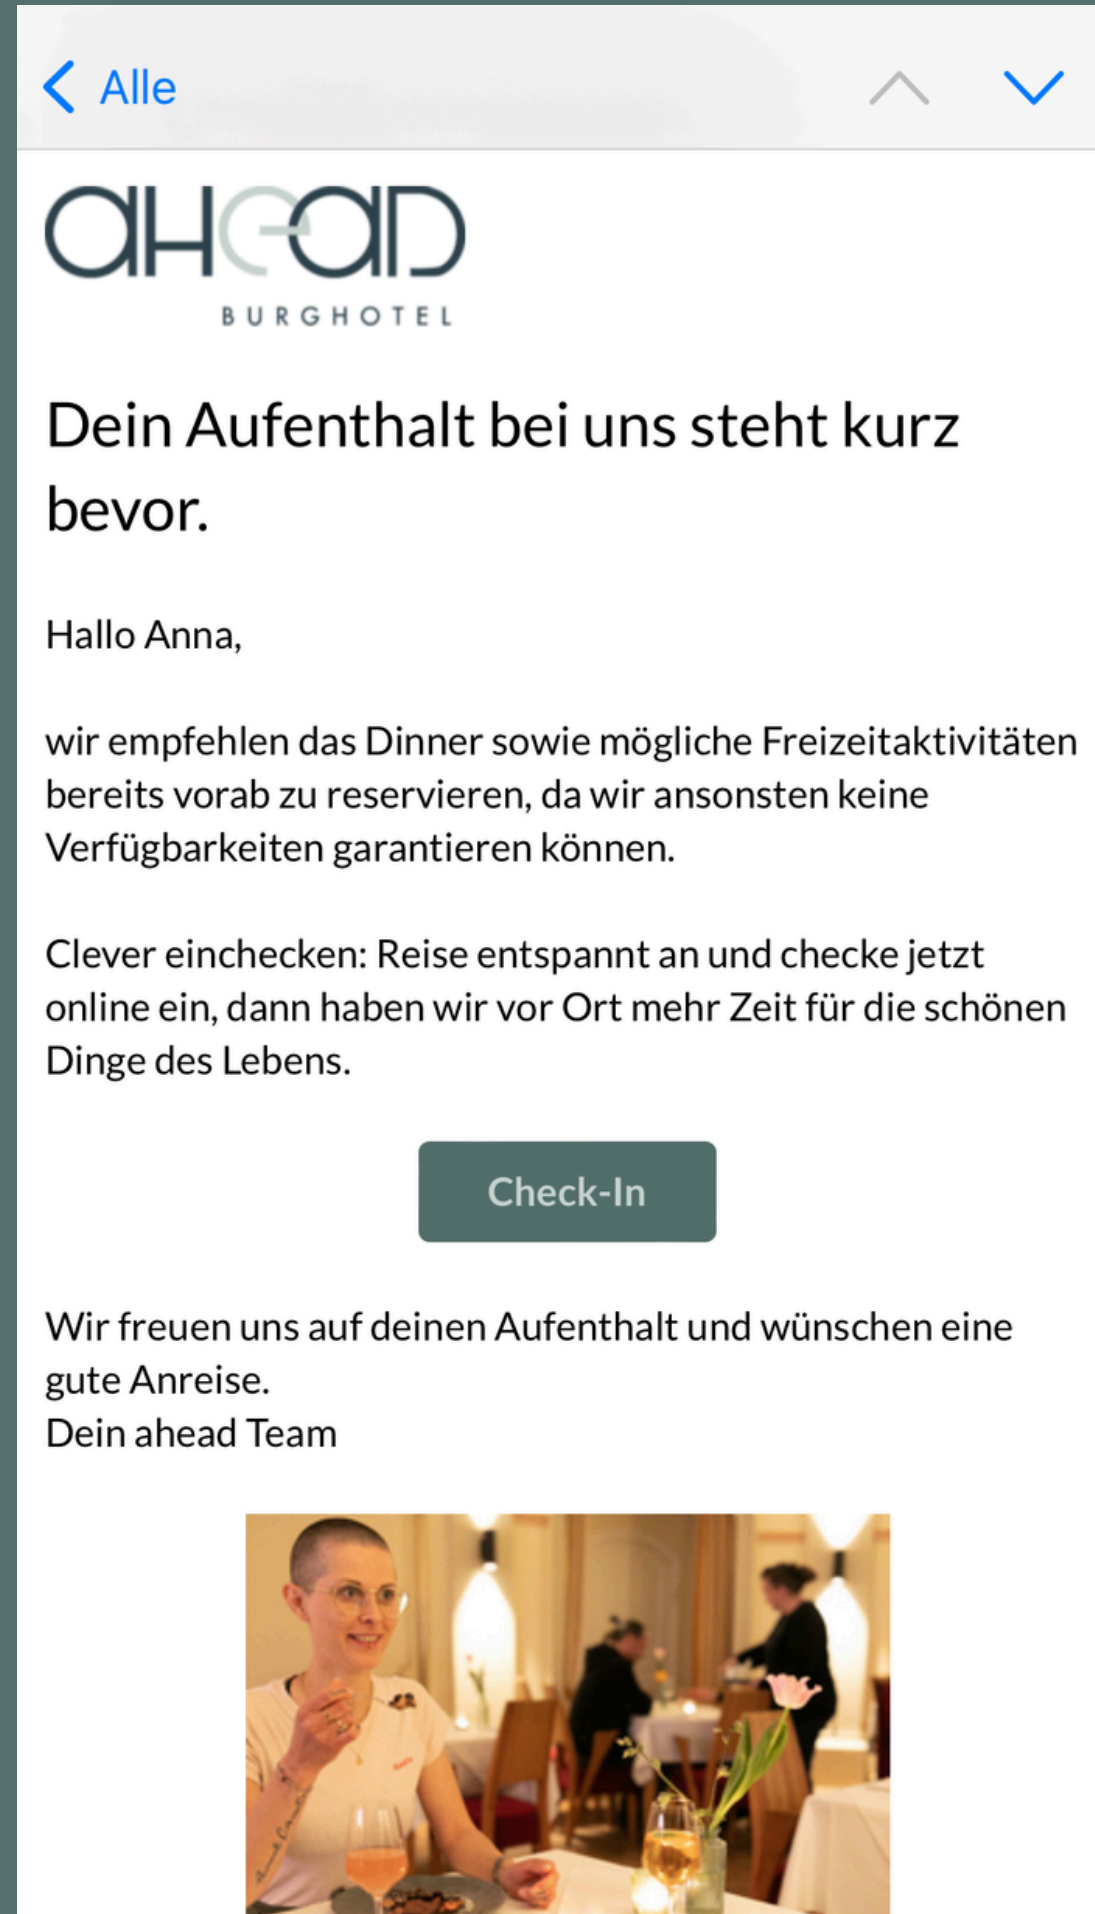 Alle
ahead
BURGHOTEL
Dein Aufenthalt bei uns steht kurz
bevor.
Hallo Anna,
wir empfehlen das Dinner sowie mögliche Freizeitaktivitäten
bereits vorab zu reservieren, da wir ansonsten keine
Verfügbarkeiten garantieren können.
Clever einchecken: Reise entspannt an und checke jetzt
online ein, dann haben wir vor Ort mehr Zeit für die schönen
Dinge des Lebens.
Check-In
Wir freuen uns auf deinen Aufenthalt und wünschen eine
gute Anreise.
Dein ahead Team